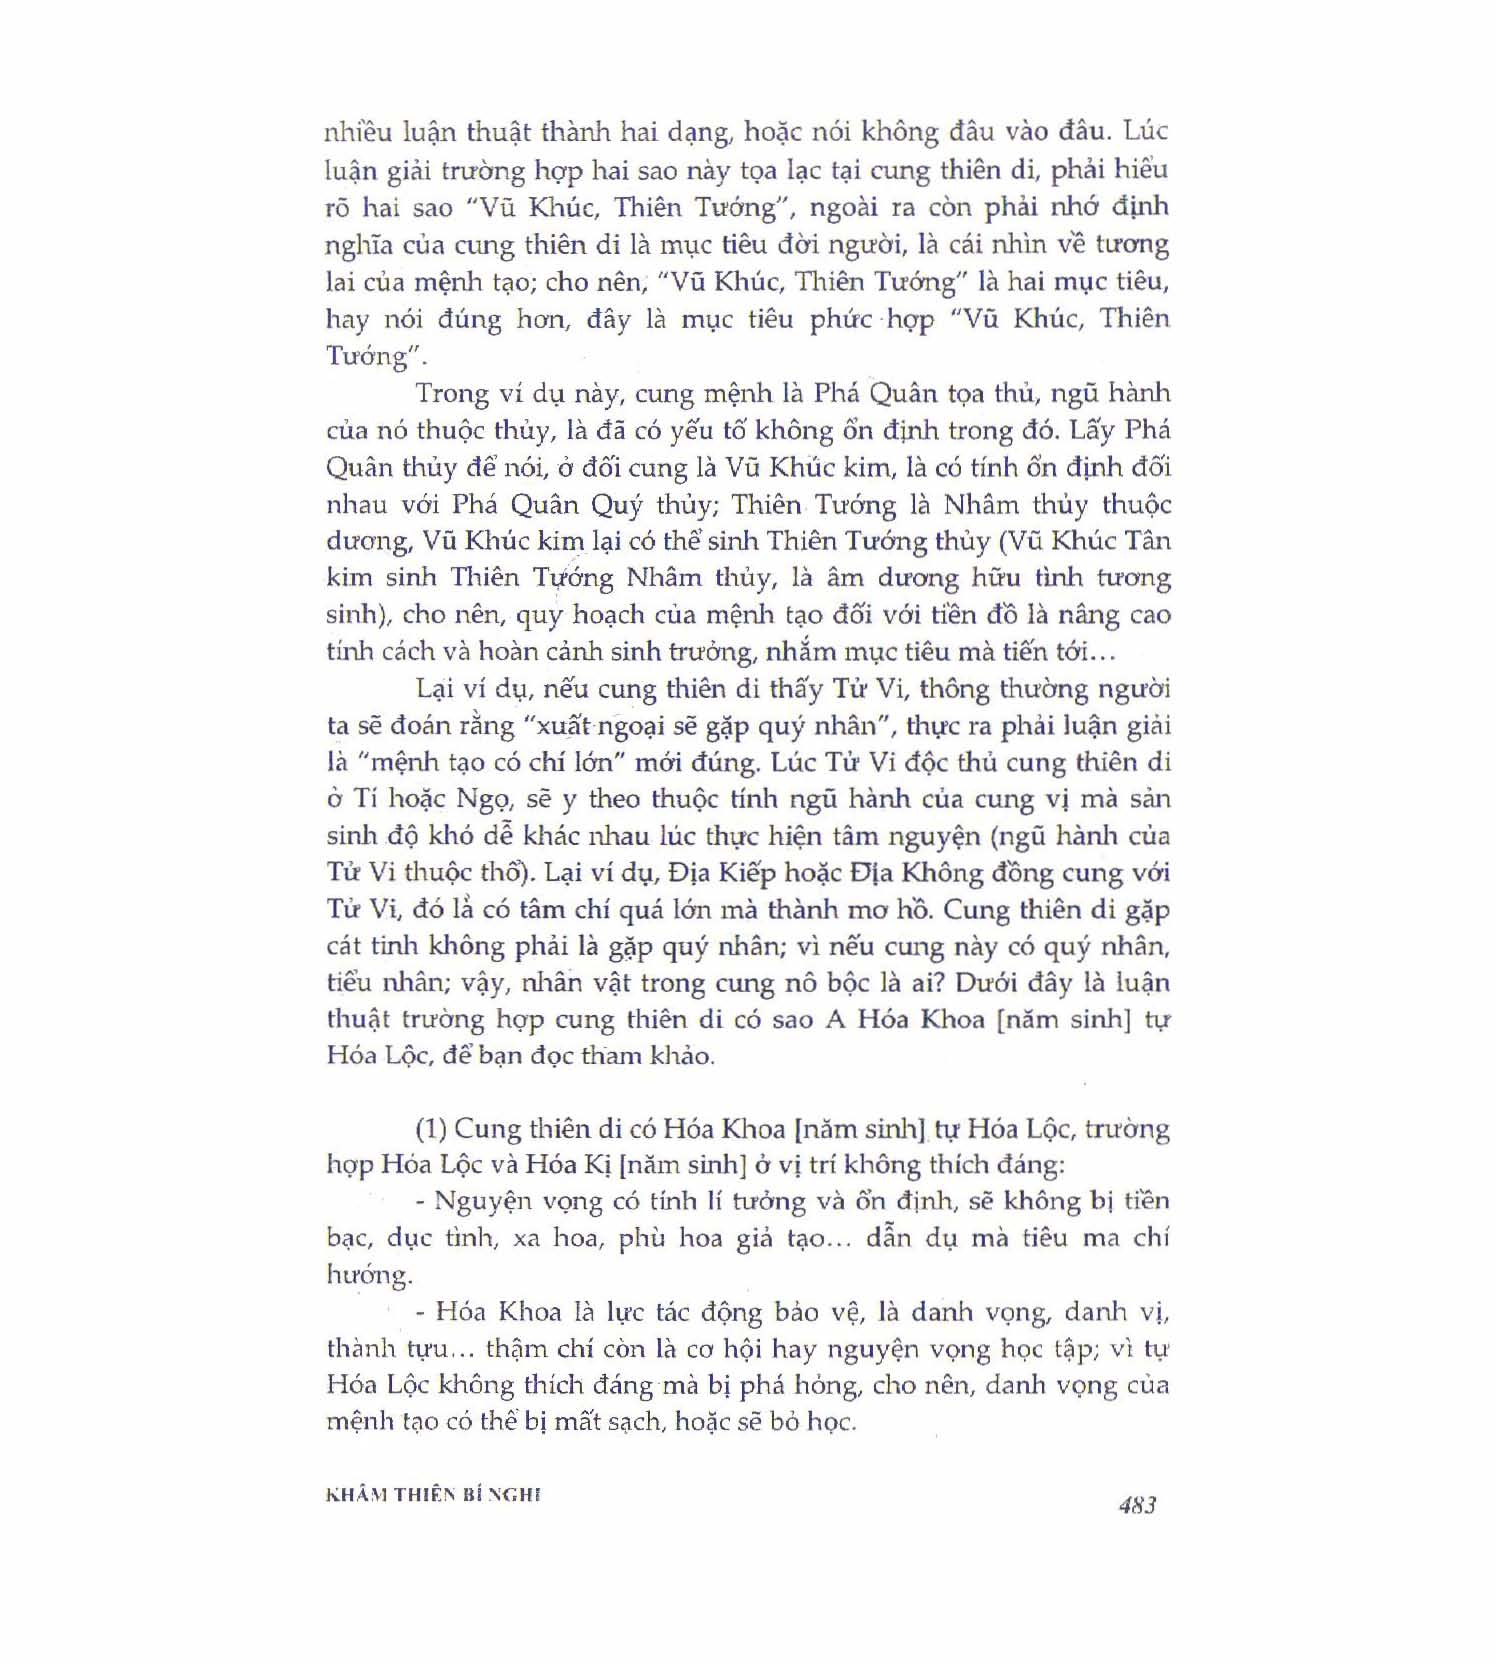 nhiều luận thuật thành hai dạng, hoặc nói không đâu vào đâu. Lúc
luận giải trường hợp hai sao này tọa lạc tại cung thiên di, phải hiểu
rõ hai sao "Vũ Khúc, Thiên Tướng", ngoài ra còn phải nhớ định
nghĩa của cung thiên di là mục tiêu đời người, là cái nhìn về tương
lai của mệnh tạo; cho nên, "Vũ Khúc, Thiên Tướng" là hai mục tiêu,
hay nói đúng hơn, đây là mục tiêu phức hợp "Vũ Khúc, Thiên
Tướng".
Trong ví dụ này, cung mệnh là Phá Quân tọa thủ, ngũ hành
của nó thuộc thủy, là đã có yếu tố không ổn định trong đó. Lấy Phá
Quân thủy để nói, ở đối cung là Vũ Khúc kim, là có tính ổn định đối
nhau với Phá Quân Quý thủy; Thiên Tướng là Nhâm thủy thuộc
dương, Vũ Khúc kim lại có thể sinh Thiên Tướng thủy (Vũ Khúc Tân
kim sinh Thiên Tướng Nhâm thủy, là âm dương hữu tình tương
sinh), cho nên, quy hoạch của mệnh tạo đối với tiền đồ là nâng cao
tính cách và hoàn cảnh sinh trưởng, nhắm mục tiêu mà tiến tới...
Lại ví dụ, nếu cung thiên di thấy Tử Vi, thông thường người
ta sẽ đoán rằng "xuất ngoại sẽ gặp quý nhân", thực ra phải luận giải
là "mệnh tạo có chí lớn" mới đúng. Lúc Tử Vi độc thủ cung thiên di
ở Tí hoặc Ngọ, sẽ y theo thuộc tính ngũ hành của cung vị mà sản
sinh độ khó dễ khác nhau lúc thực hiện tâm nguyện (ngũ hành của
Tử Vi thuộc thổ). Lại ví dụ, Địa Kiếp hoặc Địa Không đồng cung với
Tử Vi, đó là có tâm chí quá lớn mà thành mơ hồ. Cung thiên di gặp
cát tinh không phải là gặp quý nhân; vì nếu cung này có quý nhân,
tiểu nhân; vậy, nhân vật trong cung nô bộc là ai? Dưới đây là luận
thuật trường hợp cung thiên di có sao A Hóa Khoa [năm sinh] tự
Hóa Lộc, để bạn đọc tham khảo.
(1) Cung thiên di có Hóa Khoa [năm sinh] tự Hóa Lộc, trường
hợp Hóa Lộc và Hóa Kị [năm sinh] ở vị trí không thích đáng:
- Nguyện vọng có tính lí tưởng và ổn định, sẽ không bị tiền
bạc, dục tình, xa hoa, phù hoa giả tạo... dẫn dụ mà tiêu ma chí
hướng.
- Hóa Khoa là lực tác động bảo vệ, là danh vọng, danh vị,
thành tựu... thậm chí còn là cơ hội hay nguyện vọng học tập; vì tự
Hóa Lộc không thích đáng mà bị phá hỏng, cho nên, danh vọng của
mệnh tạo có thể bị mất sạch, hoặc sẽ bỏ học.
KHÂM THIÊN BÍ NGHI
483